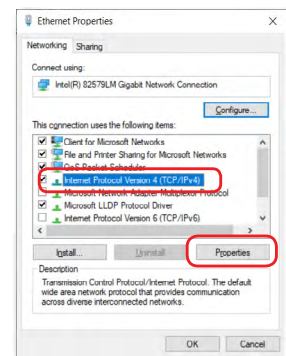 Ethernet Properties
Networking Sharing
Connect using:
Intel(R) 82579LM Gigabit Network Connection
Configure...
This connection uses the following items:
Client for Microsoft Networks
File and Printer Sharing for Microsoft Networks
QoS Packet Scheduler
Internet Protocol Version 4 (TCP/IPv4)
Microsoft Network Adapter Multiplexor Protocol
Microsoft LLDP Protocol Driver
Internet Protocol Version 6 (TCP/IPv6)
Install... Uninstall Properties
Description
Transmission Control Protocol/Internet Protocol. The default
wide area network protocol that provides communication
across diverse interconnected networks.
OK Cancel